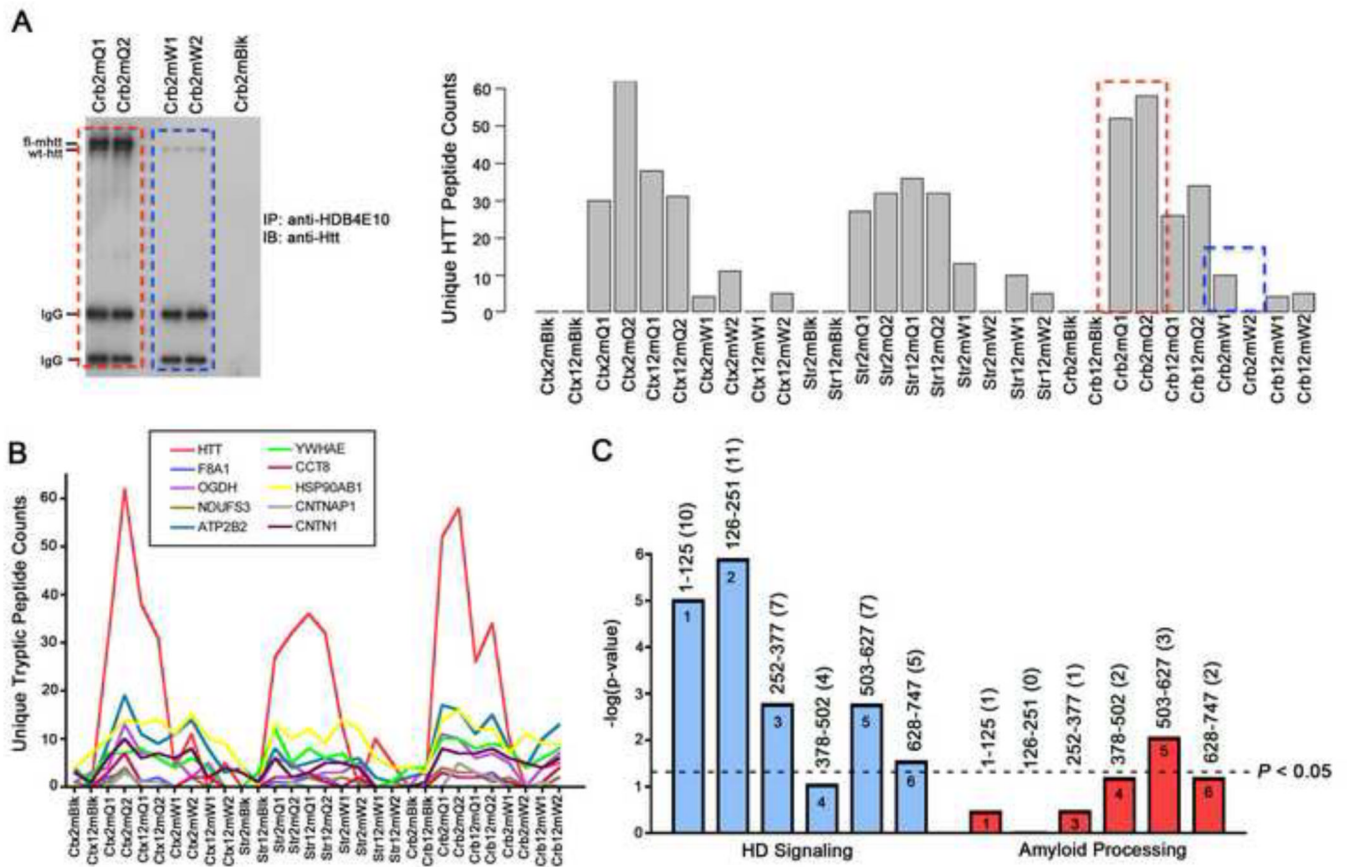 A
Crb2mQ1
Crb2mQ2
Crb2mW1
Crb2mW2
Crb2mBlk
fl-mhtt
wt-htt
IgG
IgG
IP: anti-HDB4E10
IB: anti-Htt
Unique HTT Peptide Counts
60
50
40
30
20
10
0
Ctx2mBlk
Ctx12mBlk
Ctx2mQ1
Ctx2mQ2
Ctx12mQ1
Ctx12mQ2
Ctx2mW1
Ctx2mW2
Ctx12mW1
Ctx12mW2
Str2mBlk
Str12mBlk
Str2mQ1
Str2mQ2
Str12mQ1
Str12mQ2
Str2mW1
Str2mW2
Str12mW1
Str12mW2
Crb2mBlk
Crb12mBlk
Crb2mQ1
Crb2mQ2
Crb12mQ1
Crb12mQ2
Crb2mW1
Crb2mW2
Crb12mW1
Crb12mW2
B
HTT
F8A1
OGDH
NDUFS3
ATP2B2
YWHAE
CCT8
HSP90AB1
CNTNAP1
CNTN1
Unique Tryptic Peptide Counts
60
50
40
30
20
10
0
Ctx2mBlk
Ctx12mBlk
Ctx2mQ1
Ctx2mQ2
Ctx12mQ1
Ctx12mQ2
Ctx2mW1
Ctx2mW2
Ctx12mW1
Ctx12mW2
Str2mBlk
Str12mBlk
Str2mQ1
Str2mQ2
Str12mQ1
Str12mQ2
Str2mW1
Str2mW2
Str12mW1
Str12mW2
Crb2mBlk
Crb12mBlk
Crb2mQ1
Crb2mQ2
Crb12mQ1
Crb12mQ2
Crb2mW1
Crb2mW2
Crb12mW1
Crb12mW2
C
-log(p-value)
6
5
4
3
2
1
0
1-125 (10)
126-251 (11)
252-377 (7)
378-502 (4)
503-627 (7)
628-747 (5)
1-125 (1)
126-251 (0)
252-377 (1)
378-502 (2)
503-627 (3)
628-747 (2)
1
2
3
4
5
6
1
3
4
5
6
P < 0.05
HD Signaling
Amyloid Processing